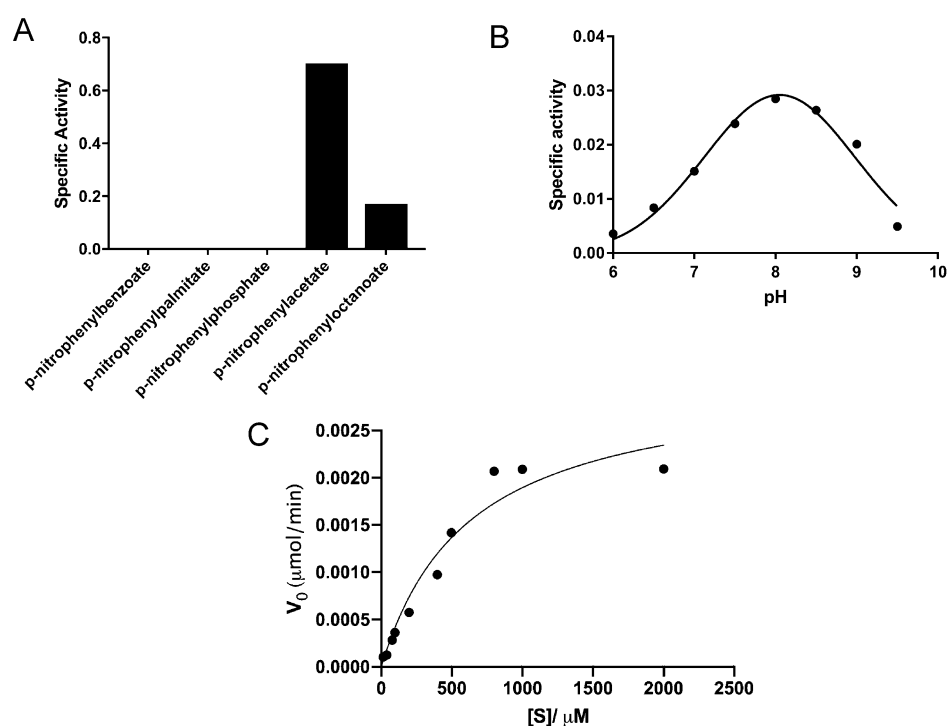 A
Specific Activity
0.8
0.6
0.4
0.2
0.0
p-nitrophenylbenzoate
p-nitrophenylpalmitate
p-nitrophenylphosphate
p-nitrophenylacetate
p-nitrophenyloctanoate
B
Specific activity
0.04
0.03
0.02
0.01
0.00
6 7 8 9 10
pH
C
V0 (μmol/min)
0.0025
0.0020
0.0015
0.0010
0.0005
0.0000
0 500 1000 1500 2000 2500
[S]/ μM